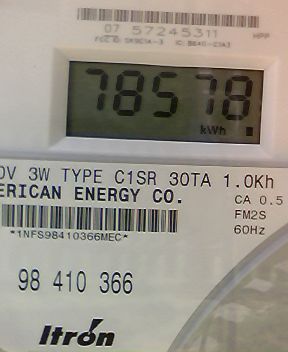 07 57245311
HPP
78578
kWh
0V 3W TYPE C1SR 30TA 1.0Kh
ERICAN ENERGY CO.
CA 0.5
FM2S
60Hz
*1NFS98410366MEC*
98 410 366
Itron